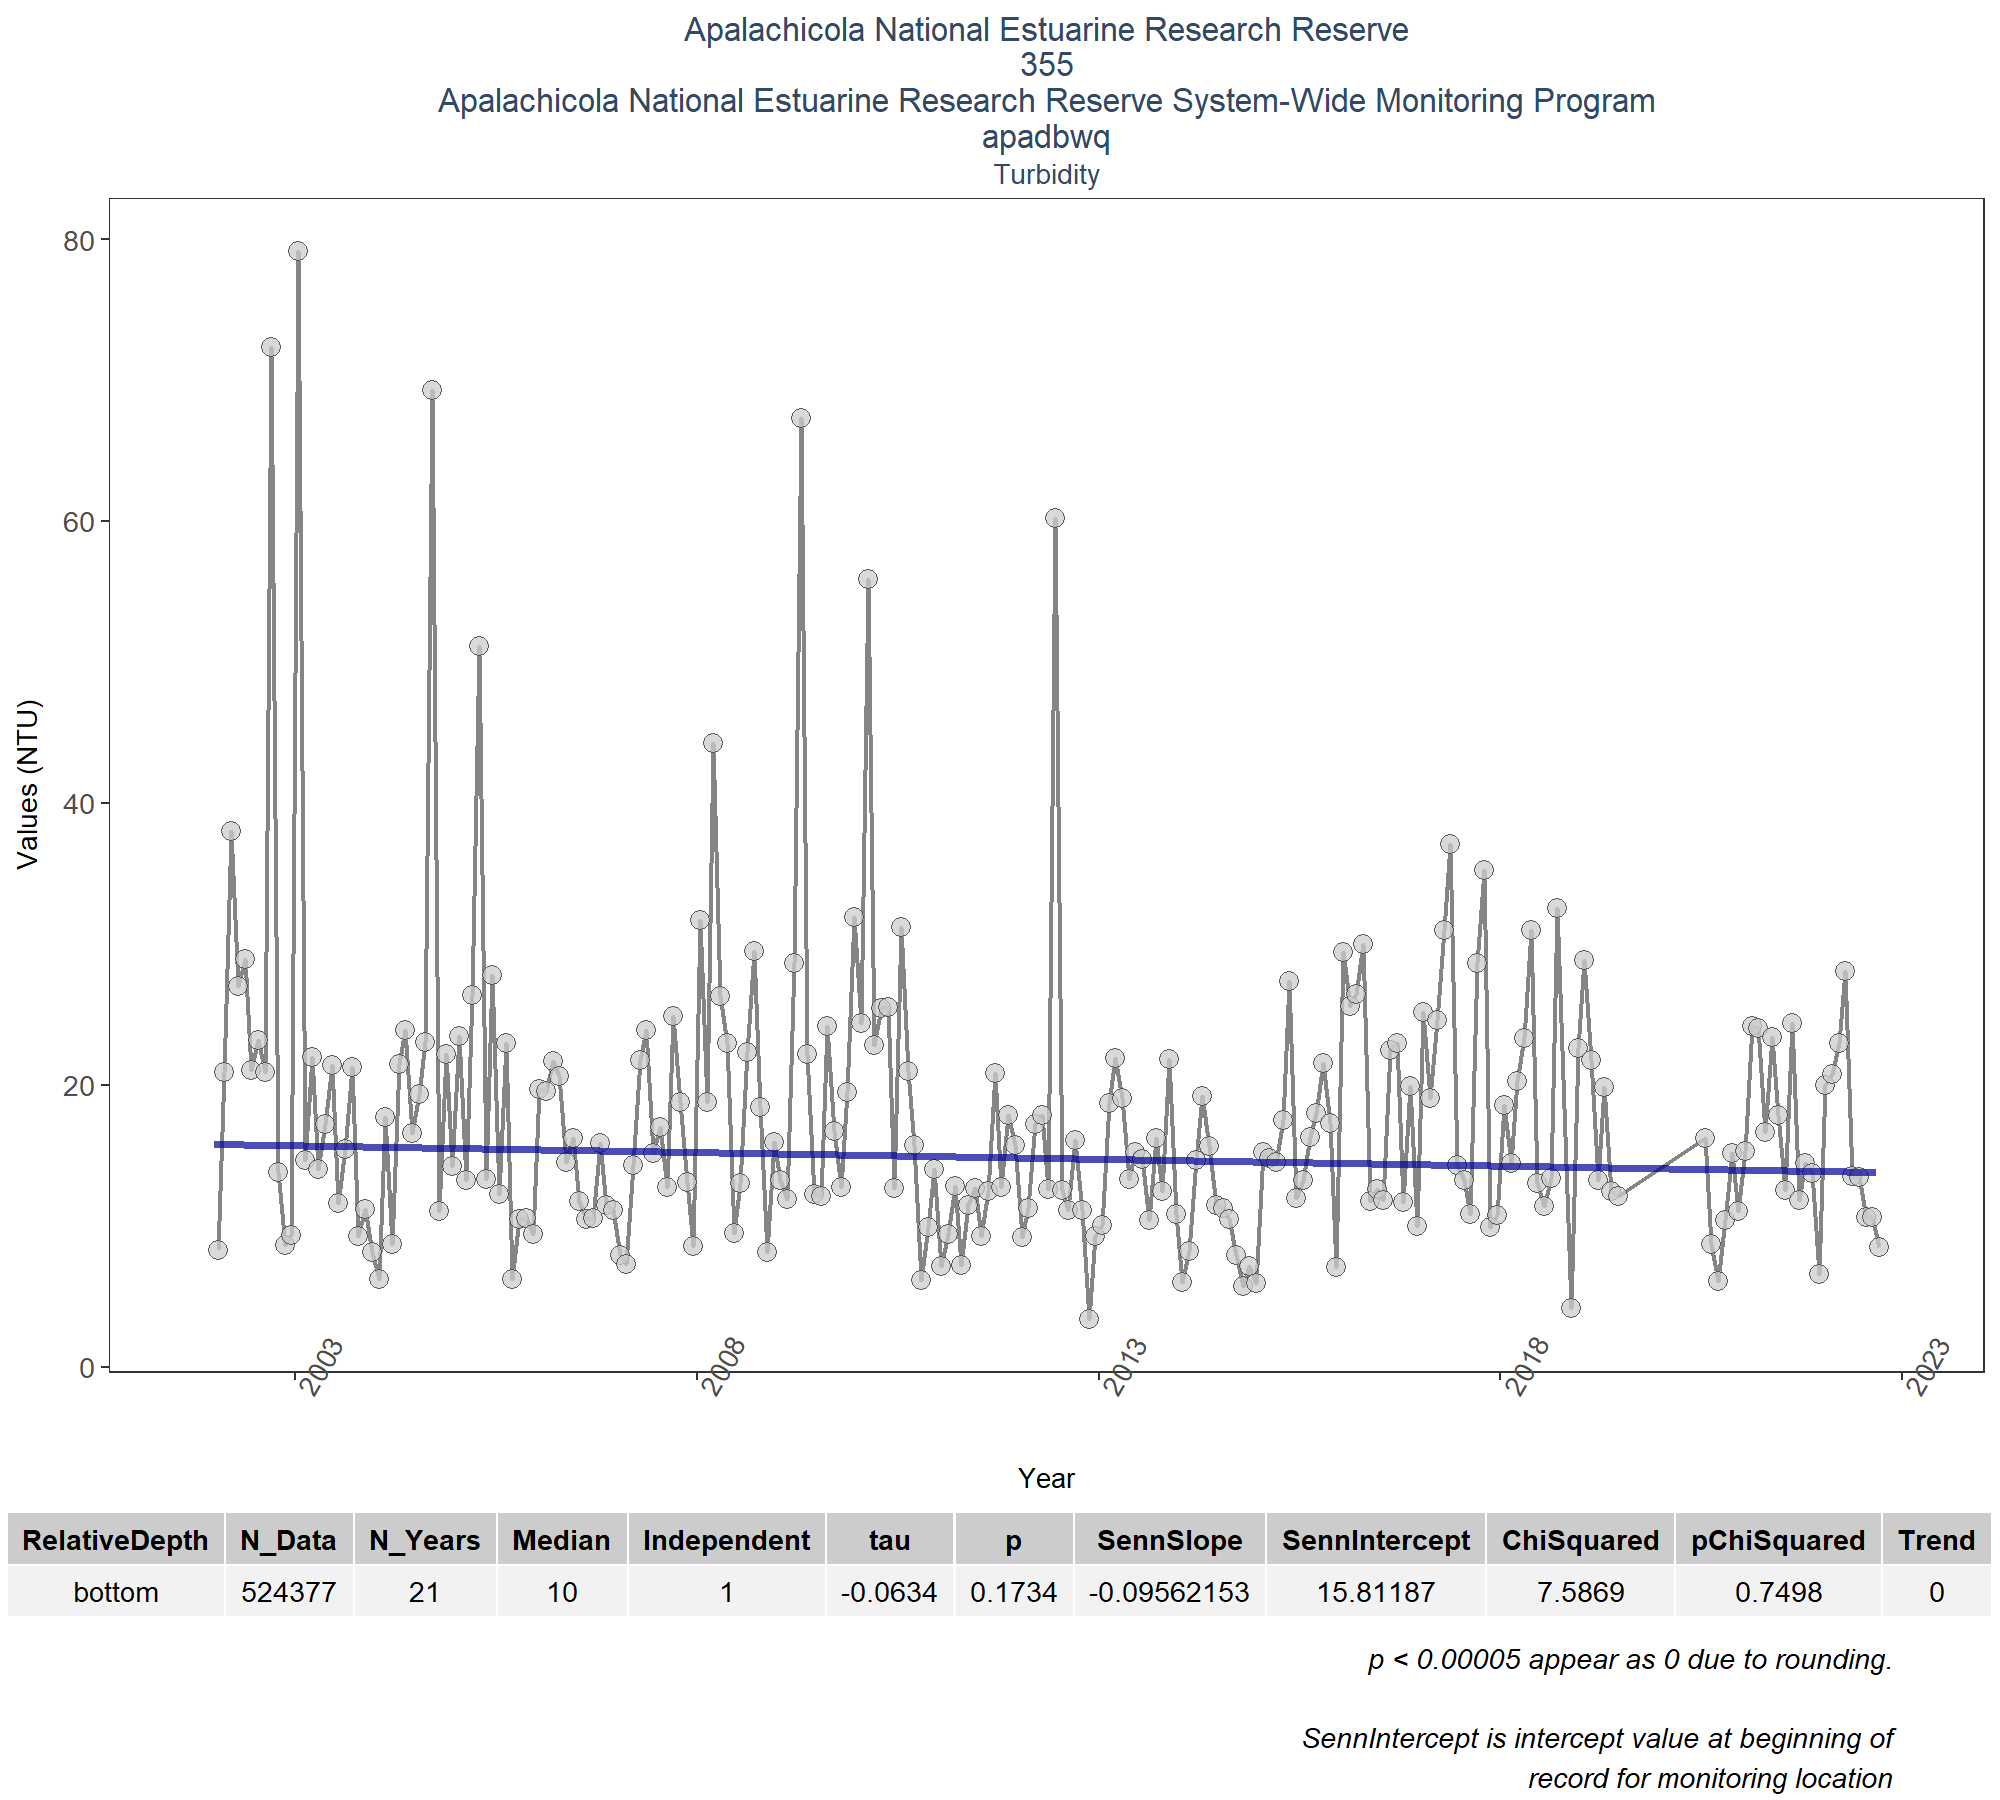 Apalachicola National Estuarine Research Reserve
355
Apalachicola National Estuarine Research Reserve System-Wide Monitoring Program
apadbwq
Turbidity
80
60
40
20
0
Values (NTU)
2003
2008
2013
2018
2023
Year
RelativeDepth N_Data N_Years Median Independent tau p SennSlope SennIntercept ChiSquared pChiSquared Trend
bottom 524377 21 10 1 -0.0634 0.1734 -0.09562153 15.81187 7.5869 0.7498 0
p < 0.00005 appear as 0 due to rounding.
SennIntercept is intercept value at beginning of
record for monitoring location